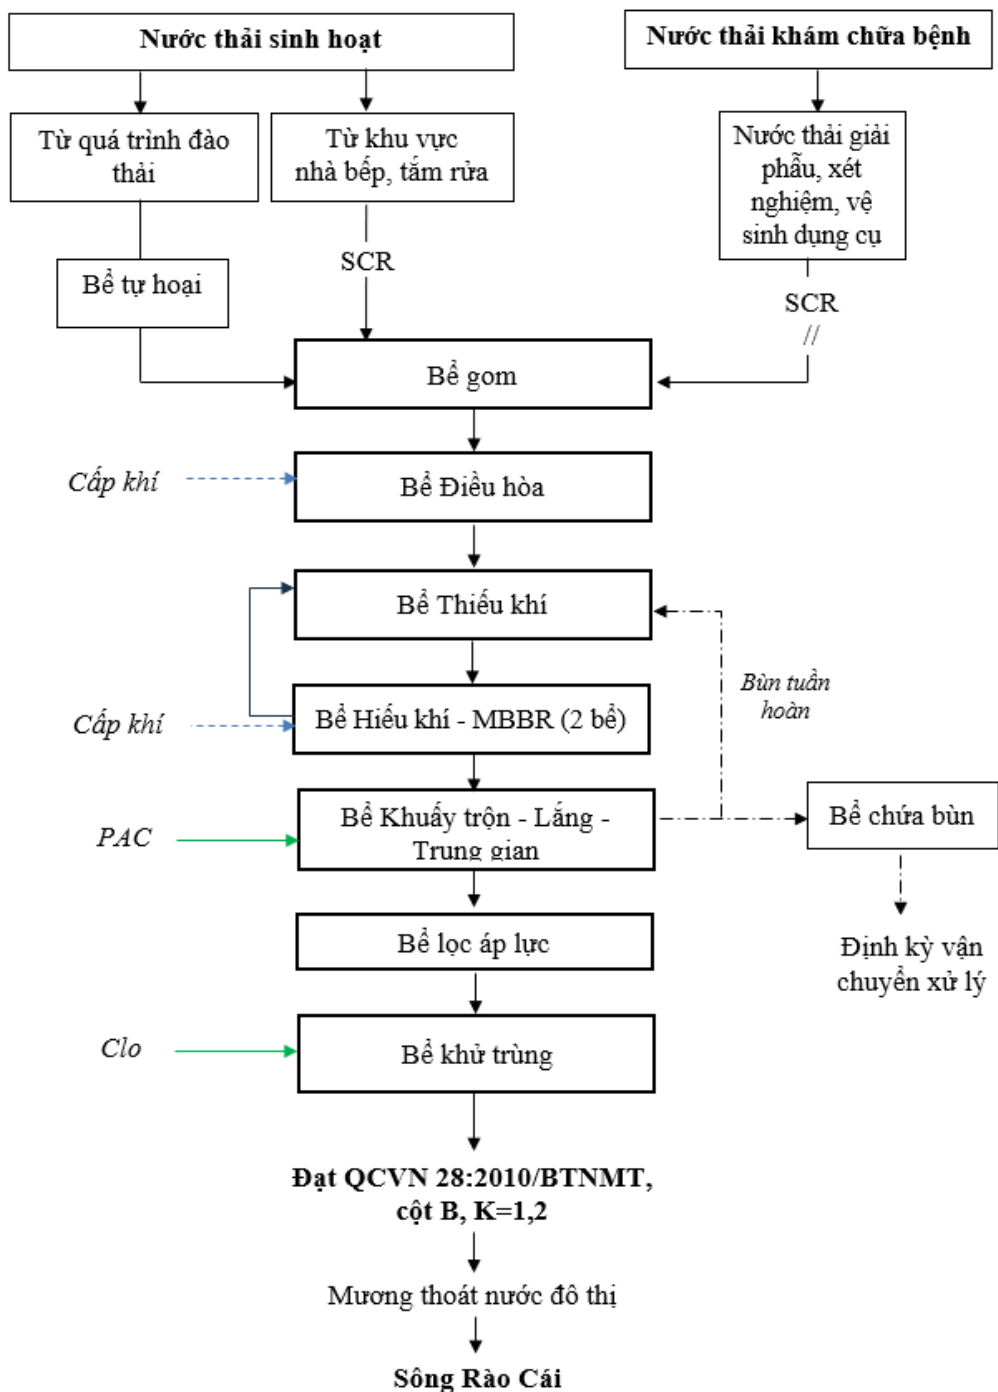 Nước thải sinh hoạt
Nước thải khám chữa bệnh
Từ quá trình đào
thải
Từ khu vực
nhà bếp, tắm rửa
Nước thải giải
phẫu, xét
nghiệm, vệ
sinh dụng cụ
Bể tự hoại
SCR
SCR
//
Bể gom
Cấp khí
Bể Điều hòa
Bể Thiếu khí
Bùn tuần
hoàn
Cấp khí
Bể Hiếu khí - MBBR (2 bể)
PAC
Bể Khuấy trộn - Lắng -
Trung gian
Bể chứa bùn
Bể lọc áp lực
Định kỳ vận
chuyển xử lý
Clo
Bể khử trùng
Đạt QCVN 28:2010/BTNMT,
cột B, K=1,2
Mương thoát nước đô thị
Sông Rào Cái